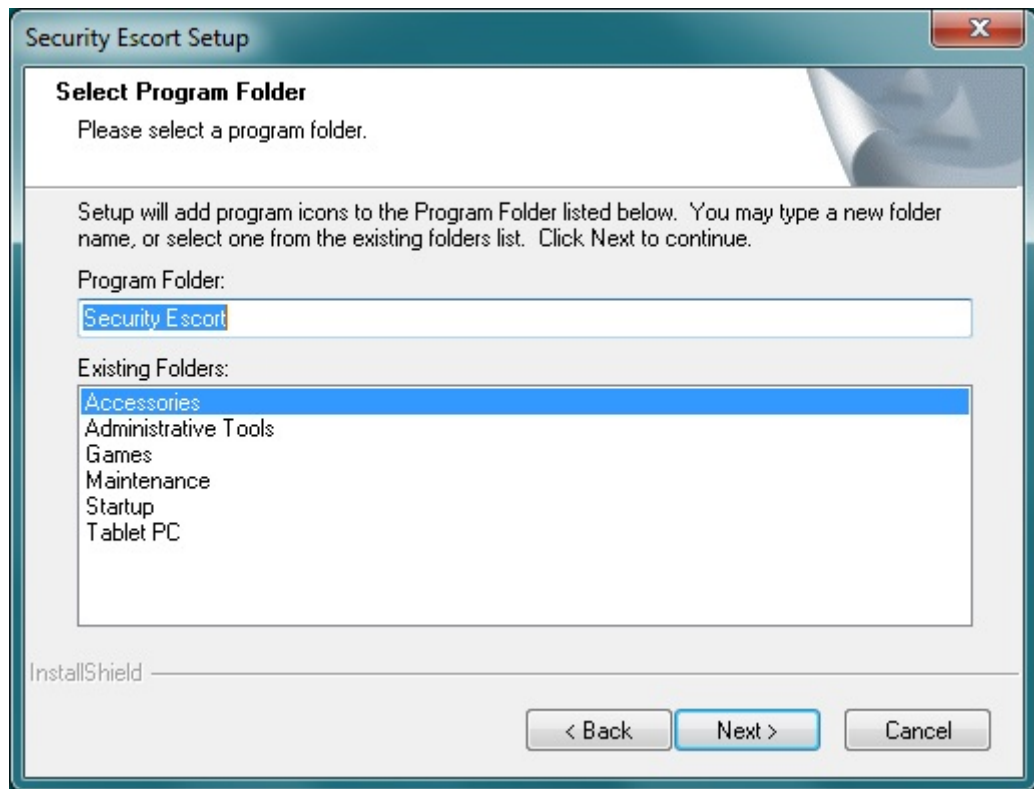 Security Escort Setup
Select Program Folder
Please select a program folder.
Setup will add program icons to the Program Folder listed below.  You may type a new folder
name, or select one from the existing folders list.  Click Next to continue.
Program Folder:
Security Escort
Existing Folders:
Accessories
Administrative Tools
Games
Maintenance
Startup
Tablet PC
InstallShield
< Back
Next >
Cancel